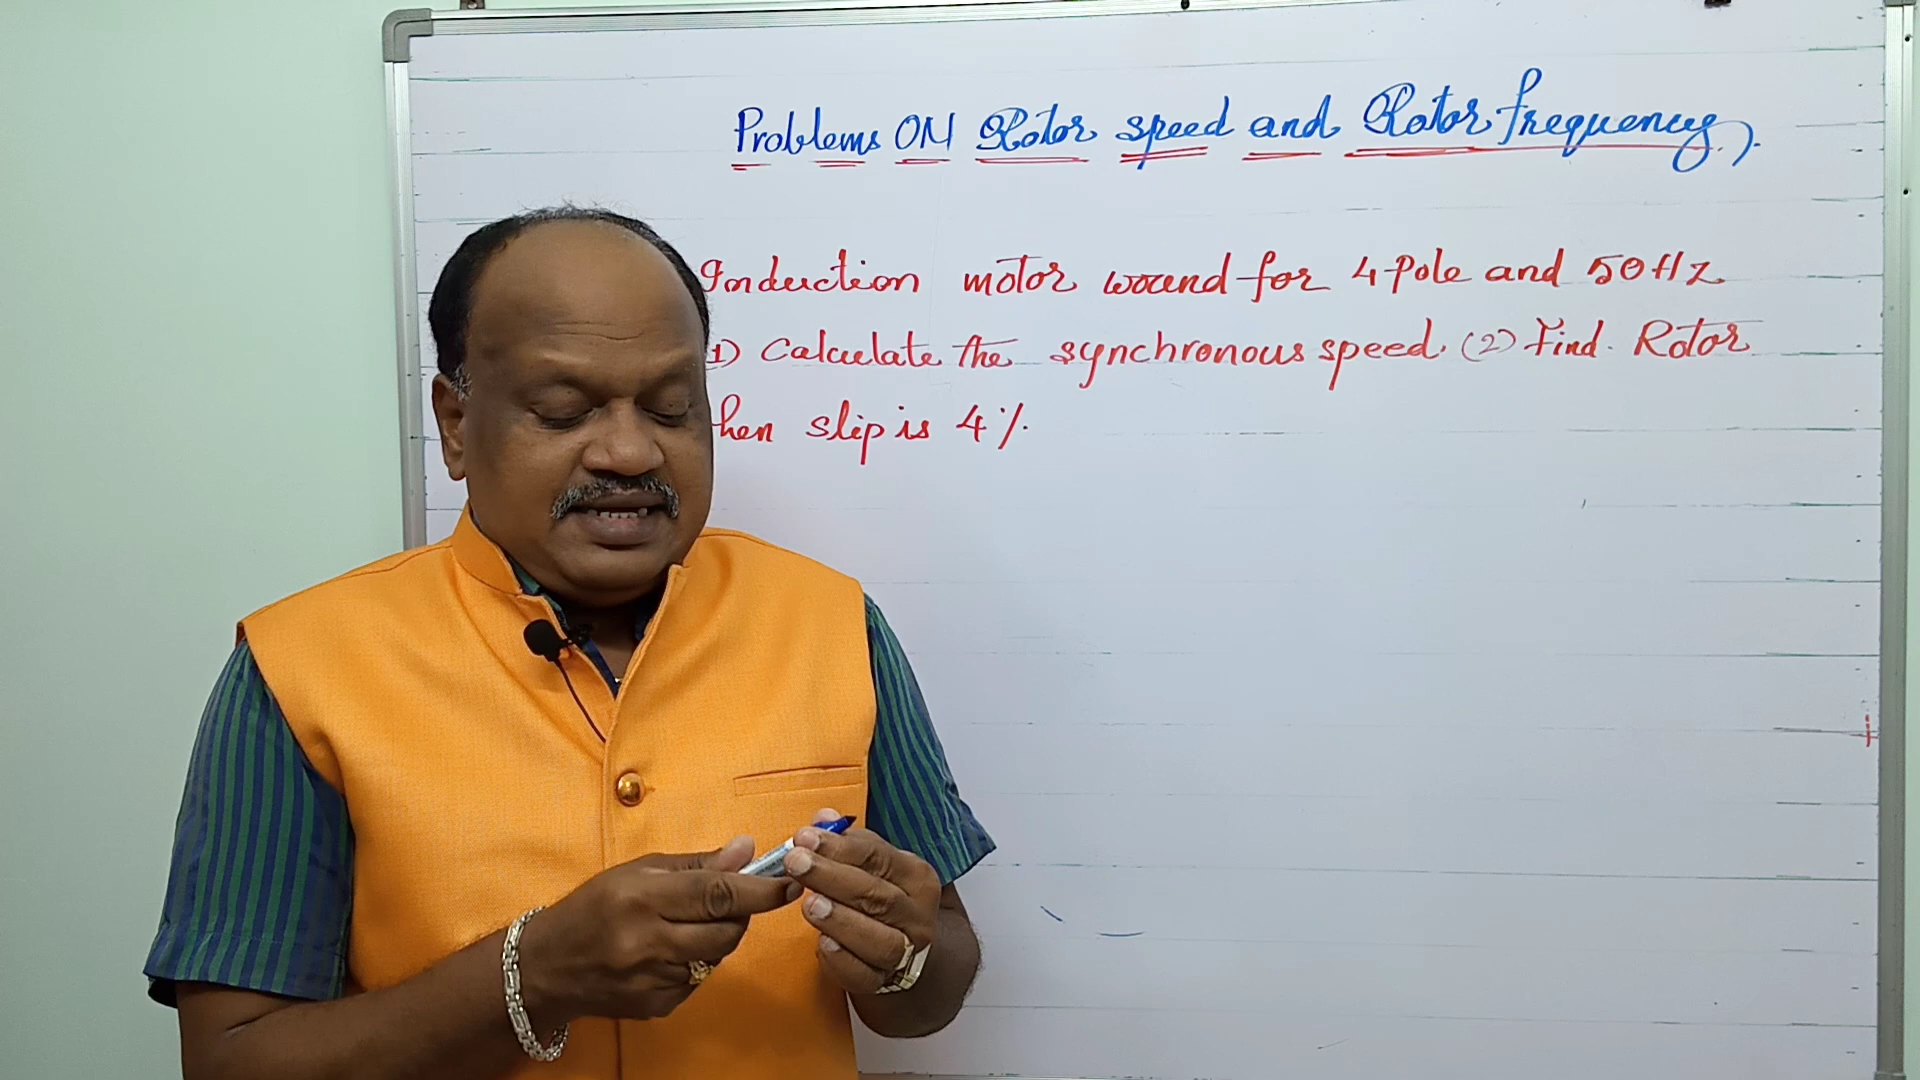 Problems ON Rotor speed and Rotor frequency).
Induction motor wound for 4 Pole and 50Hz
1) Calculate the synchronous speed. (2) Find. Rotor
hen slip is 4%.